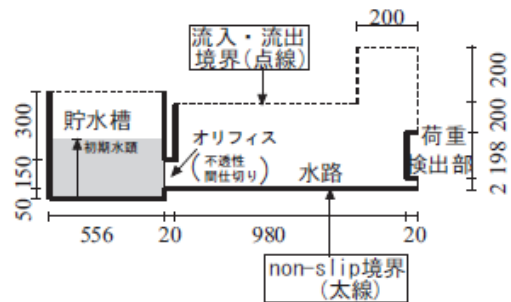 200
流入・流出
境界(点線)
200
300
貯水槽
初期水頭
オリフィス
(不透性
間仕切り)
水路
荷重
検出部
200
200
150
198
50
2
556
20
980
20
non-slip境界
(太線)